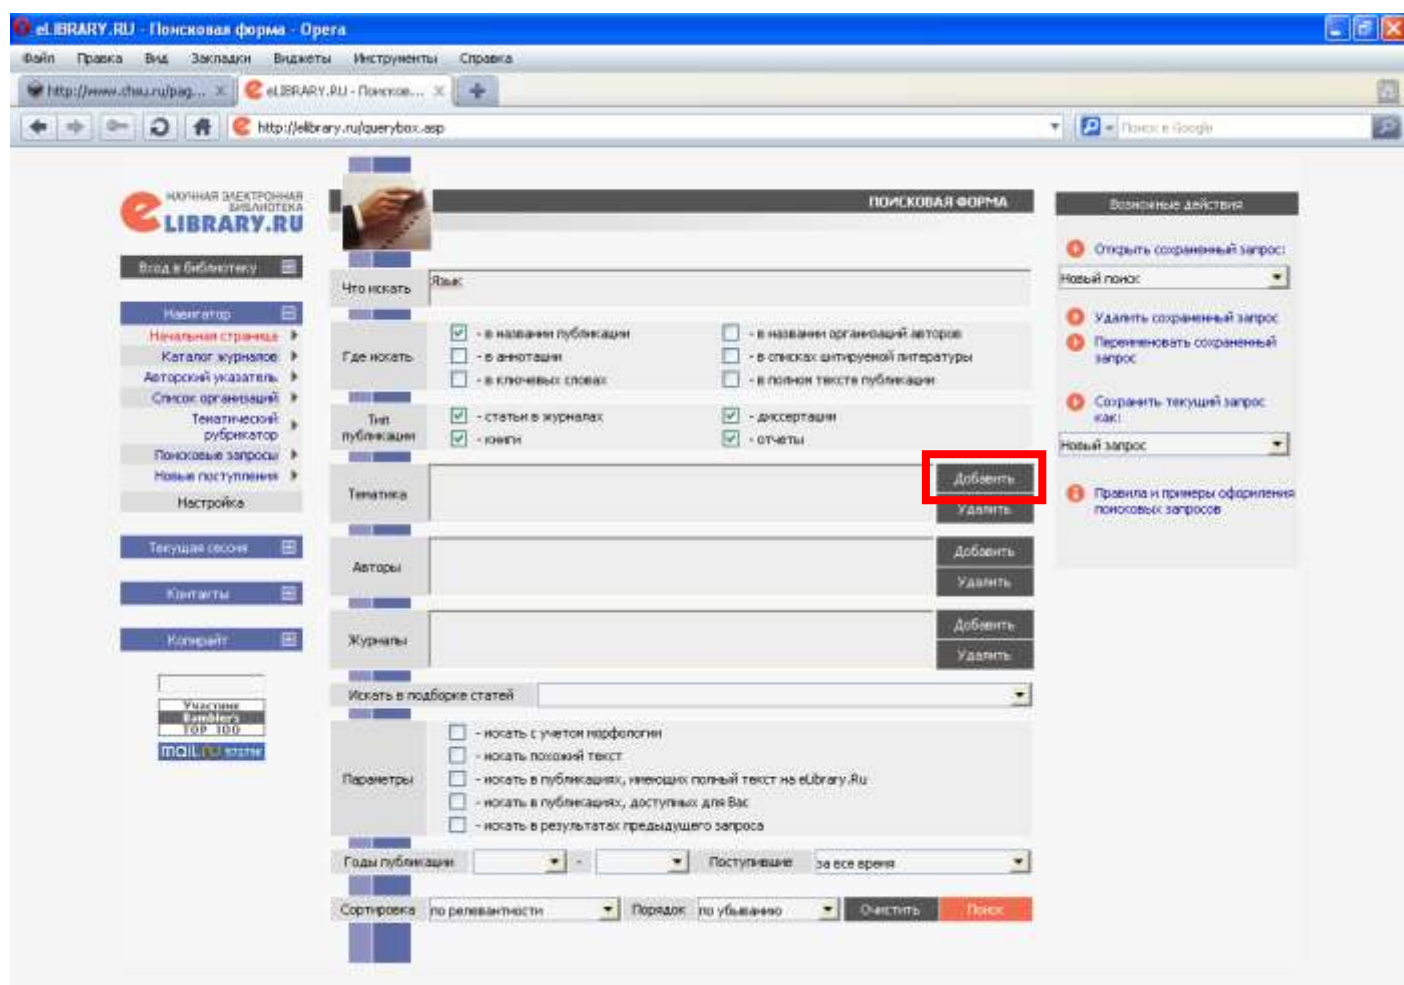 eLIBRARY.RU - Поисковая форма - Opera
Файл Правка Вид Закладки Виджеты Инструменты Справка
http://www.chsu.ru/pag... eLIBRARY.RU - Поисков...
http://elibrary.ru/querybox.asp Поиск в Google
НАУЧНАЯ ЭЛЕКТРОННАЯ
БИБЛИОТЕКА
LIBRARY.RU
Вход в библиотеку
Навигатор
Начальная страница
Каталог журналов
Авторский указатель
Список организаций
Тематический
рубрикатор
Поисковые запросы
Новые поступления
Настройка
Текущая сессия
Контакты
Копирайт
Участник
Rambler's
TOP 100
mail.ru
ПОИСКОВАЯ ФОРМА
Что искать Язык
Где искать
- в названии публикации
- в аннотации
- в ключевых словах
- в названии организаций авторов
- в списках цитируемой литературы
- в полном тексте публикации
Тип
публикации
- статьи в журналах
- книги
- диссертации
- отчеты
Тематика
Добавить
Удалить
Авторы
Добавить
Удалить
Журналы
Добавить
Удалить
Искать в подборке статей
Параметры
- искать с учетом морфологии
- искать похожий текст
- искать в публикациях, имеющих полный текст на eLibrary.Ru
- искать в публикациях, доступных для Вас
- искать в результатах предыдущего запроса
Годы публикации - Поступившие за все время
Сортировка по релевантности Порядок по убыванию Очистить Поиск
Возможные действия
Открыть сохраненный запрос:
Новый поиск
Удалить сохраненный запрос
Переименовать сохраненный
запрос
Сохранить текущий запрос
как:
Новый запрос
Правила и примеры оформления
поисковых запросов